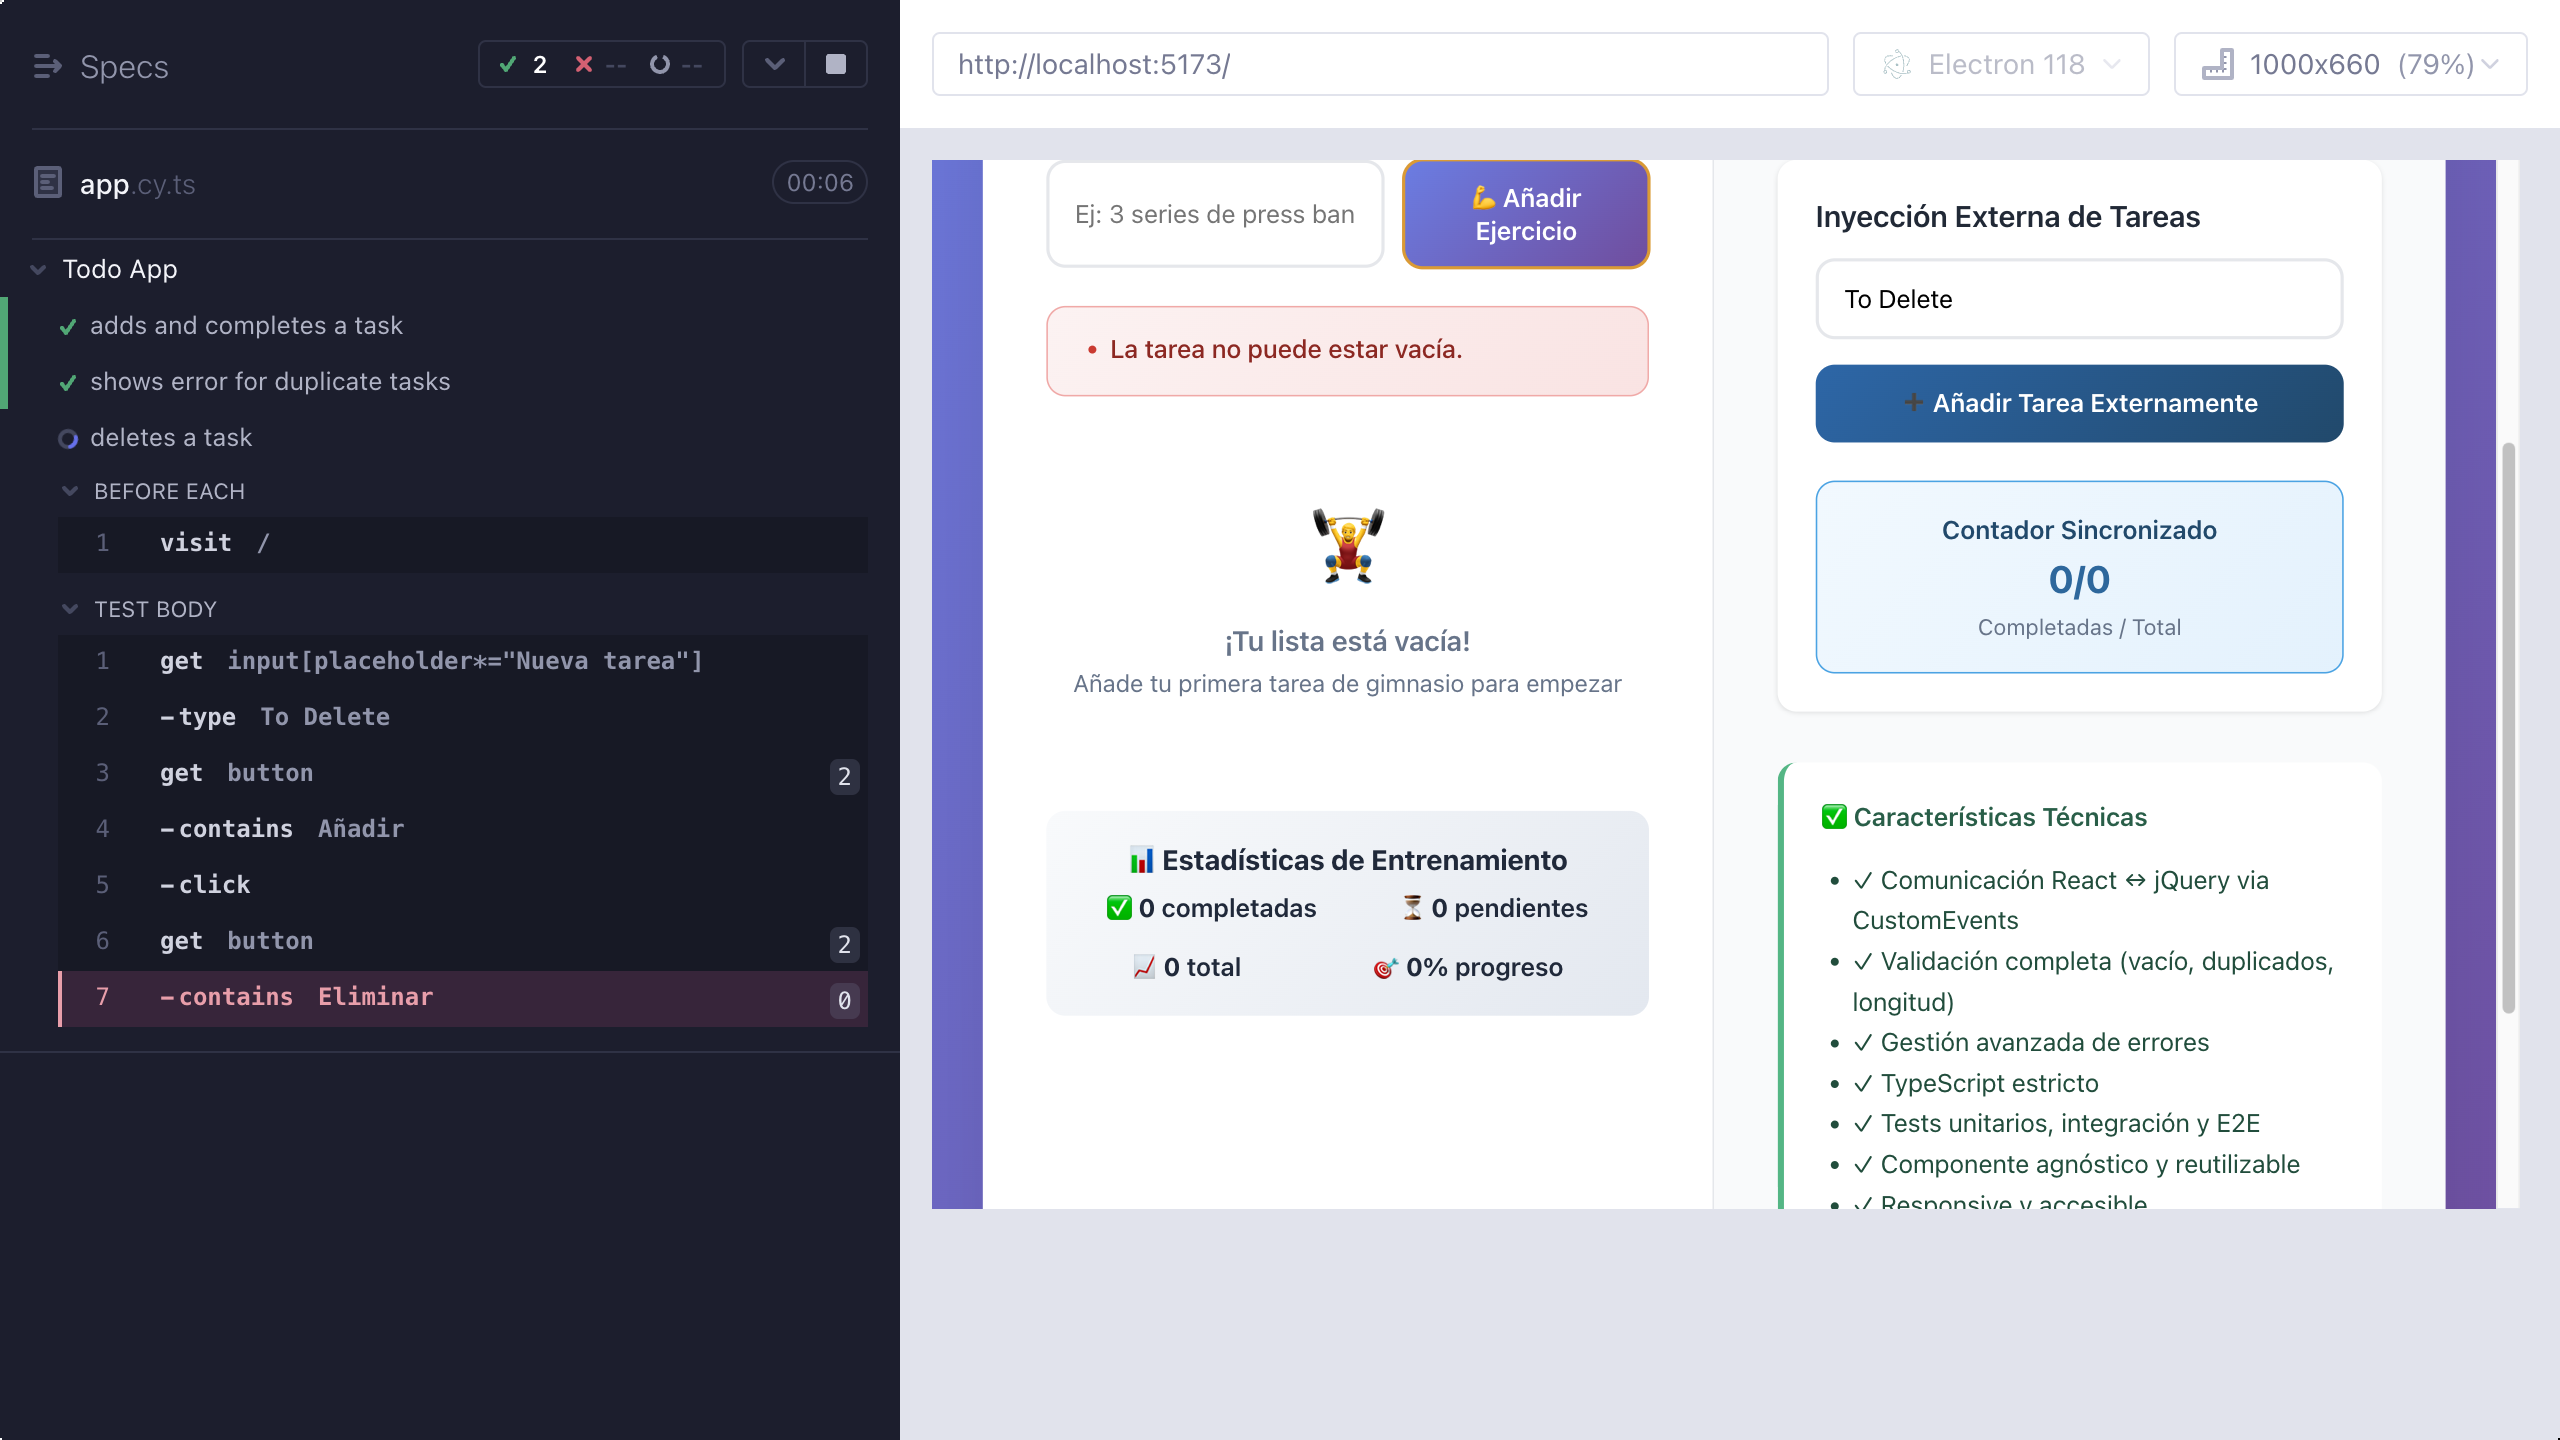 Specs
2
--
--
app.cy.ts
00:06
Todo App
adds and completes a task
shows error for duplicate tasks
deletes a task
BEFORE EACH
1 visit /
TEST BODY
1 get input[placeholder*="Nueva tarea"]
2 -type To Delete
3 get button 2
4 -contains Añadir
5 -click
6 get button 2
7 -contains Eliminar 0
http://localhost:5173/
Electron 118
1000x660 (79%)
Ej: 3 series de press ban
💪 Añadir
Ejercicio
• La tarea no puede estar vacía.
¡Tu lista está vacía!
Añade tu primera tarea de gimnasio para empezar
📊 Estadísticas de Entrenamiento
✅ 0 completadas
⏳ 0 pendientes
📈 0 total
🎯 0% progreso
Inyección Externa de Tareas
To Delete
➕ Añadir Tarea Externamente
Contador Sincronizado
0/0
Completadas / Total
✅ Características Técnicas
• ✓ Comunicación React ↔ jQuery via
CustomEvents
• ✓ Validación completa (vacío, duplicados,
longitud)
• ✓ Gestión avanzada de errores
• ✓ TypeScript estricto
• ✓ Tests unitarios, integración y E2E
• ✓ Componente agnóstico y reutilizable
• ✓ Responsive y accesible